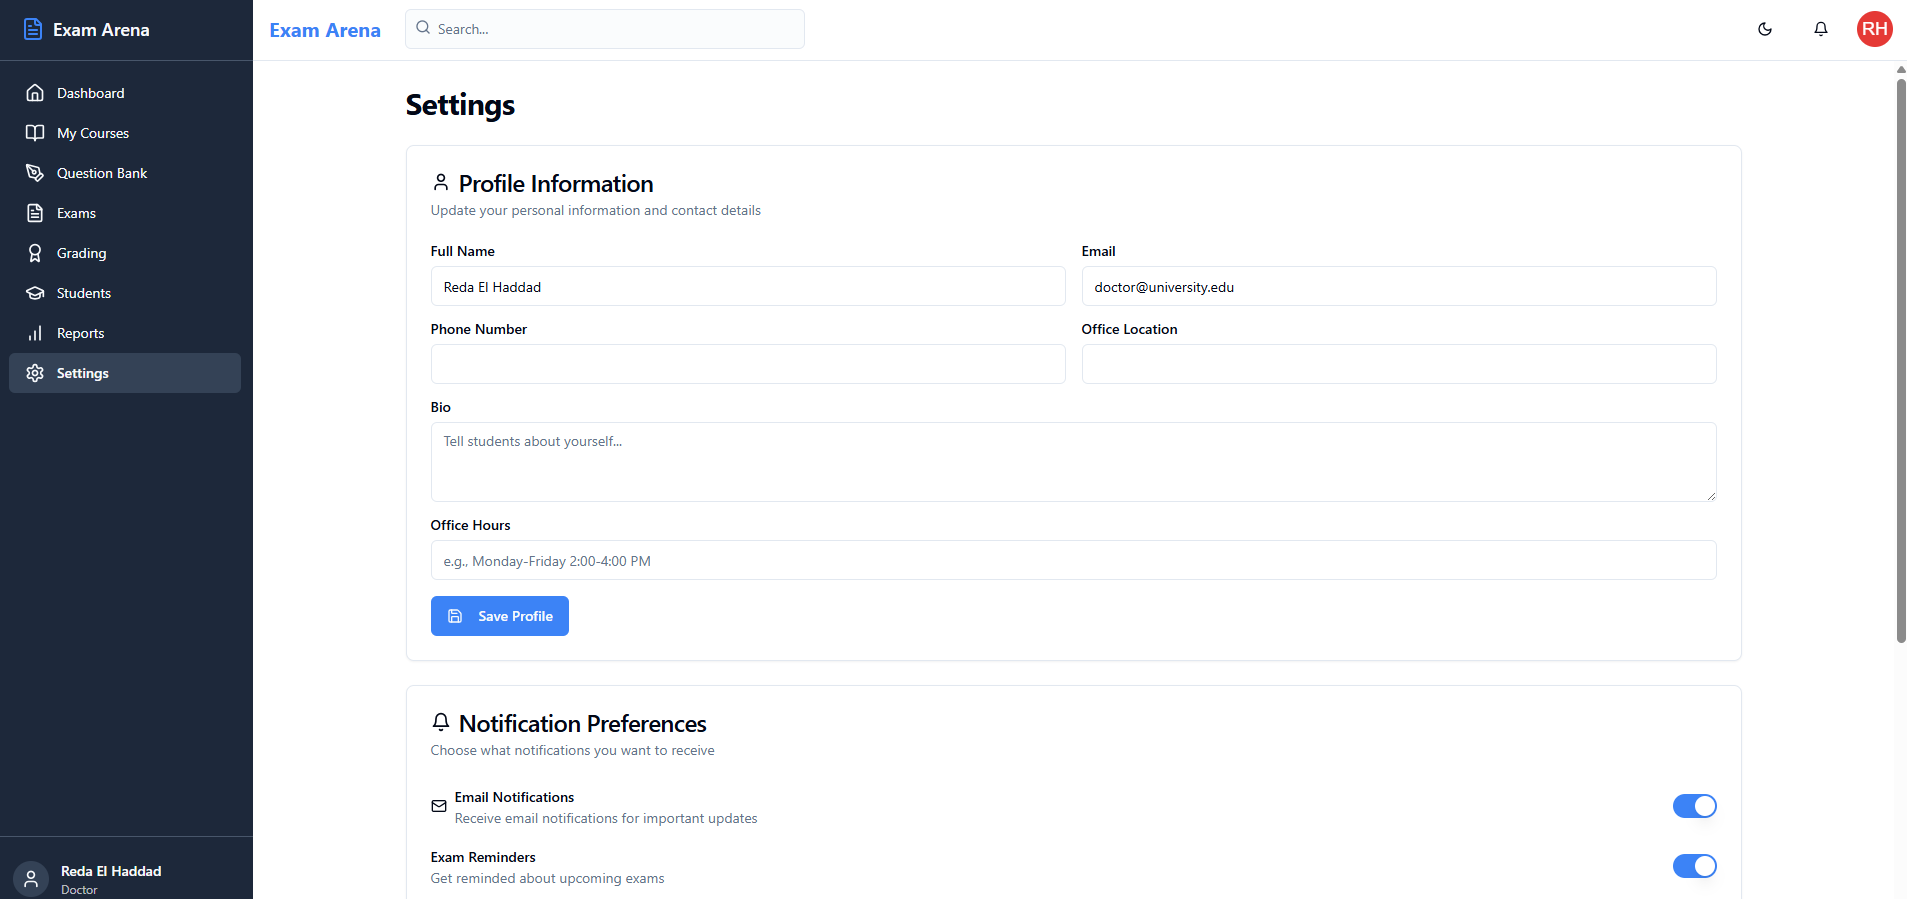 Exam Arena
Dashboard
My Courses
Question Bank
Exams
Grading
Students
Reports
Settings
Reda El Haddad
Doctor
Exam Arena
Search...
RH
Settings
Profile Information
Update your personal information and contact details
Full Name
Reda El Haddad
Email
doctor@university.edu
Phone Number
Office Location
Bio
Tell students about yourself...
Office Hours
e.g., Monday-Friday 2:00-4:00 PM
Save Profile
Notification Preferences
Choose what notifications you want to receive
Email Notifications
Receive email notifications for important updates
Exam Reminders
Get reminded about upcoming exams